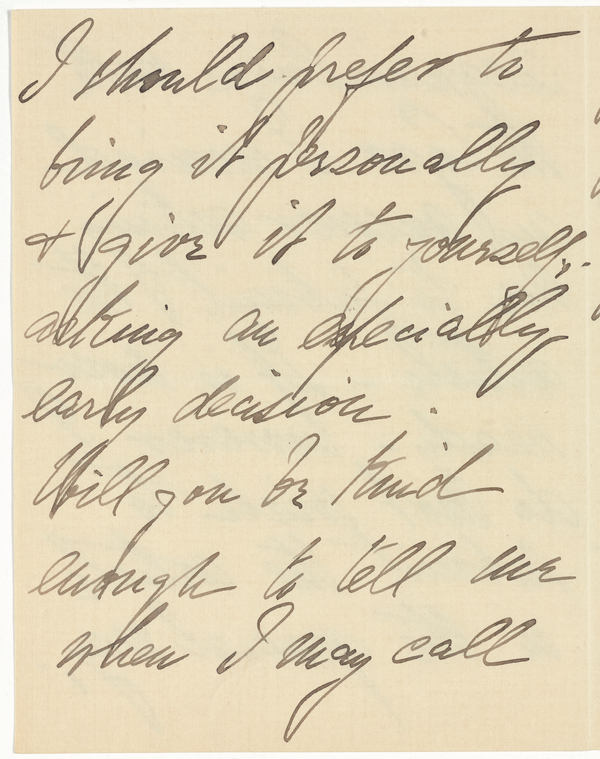 I should prefer to
bring it personally
& give it to yourself,
asking an especially
early decision.
Will you be kind
enough to tell me
when I may call